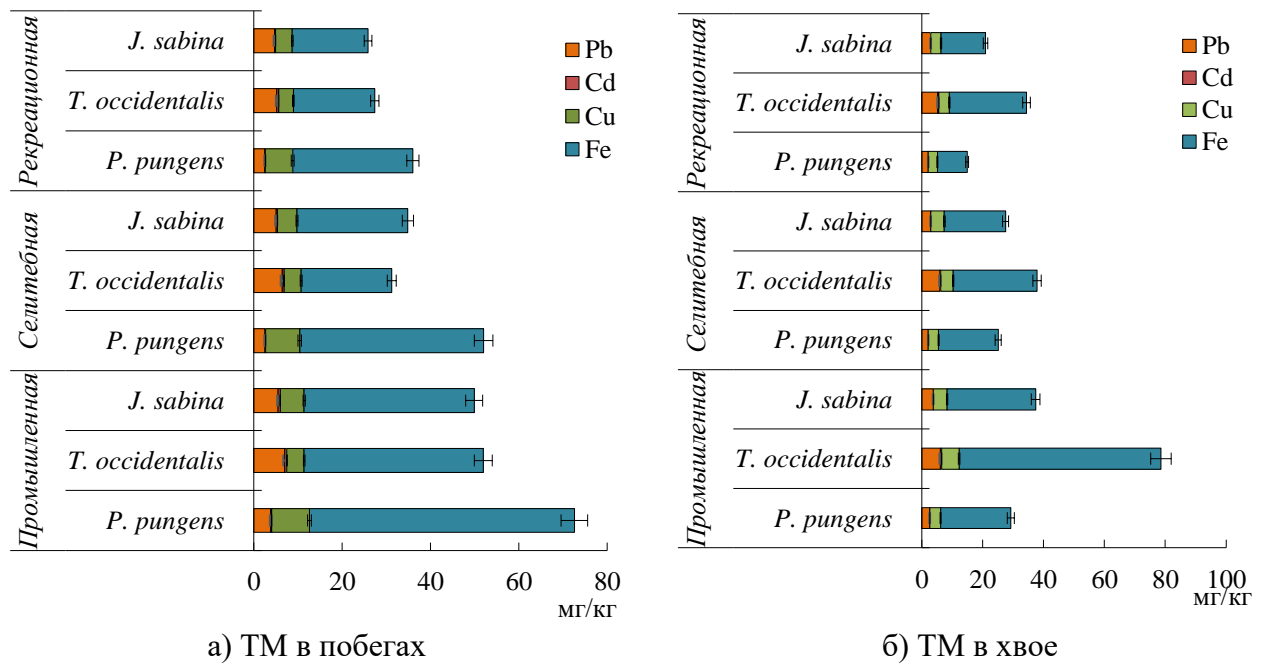 Рекреационная
J. sabina
T. occidentalis
P. pungens
Селитебная
J. sabina
T. occidentalis
P. pungens
Промышленная
J. sabina
T. occidentalis
P. pungens
Pb
Cd
Cu
Fe
0 20 40 60 80
мг/кг
а) ТМ в побегах
Рекреационная
J. sabina
T. occidentalis
P. pungens
Селитебная
J. sabina
T. occidentalis
P. pungens
Промышленная
J. sabina
T. occidentalis
P. pungens
Pb
Cd
Cu
Fe
0 20 40 60 80 100
мг/кг
б) ТМ в хвое